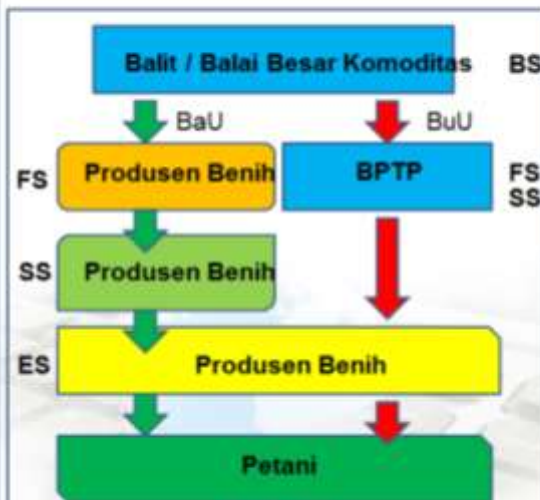 Balit / Balai Besar Komoditas BS
BaU BuU
FS Produsen Benih BPTP FS
SS
SS Produsen Benih
ES Produsen Benih
Petani